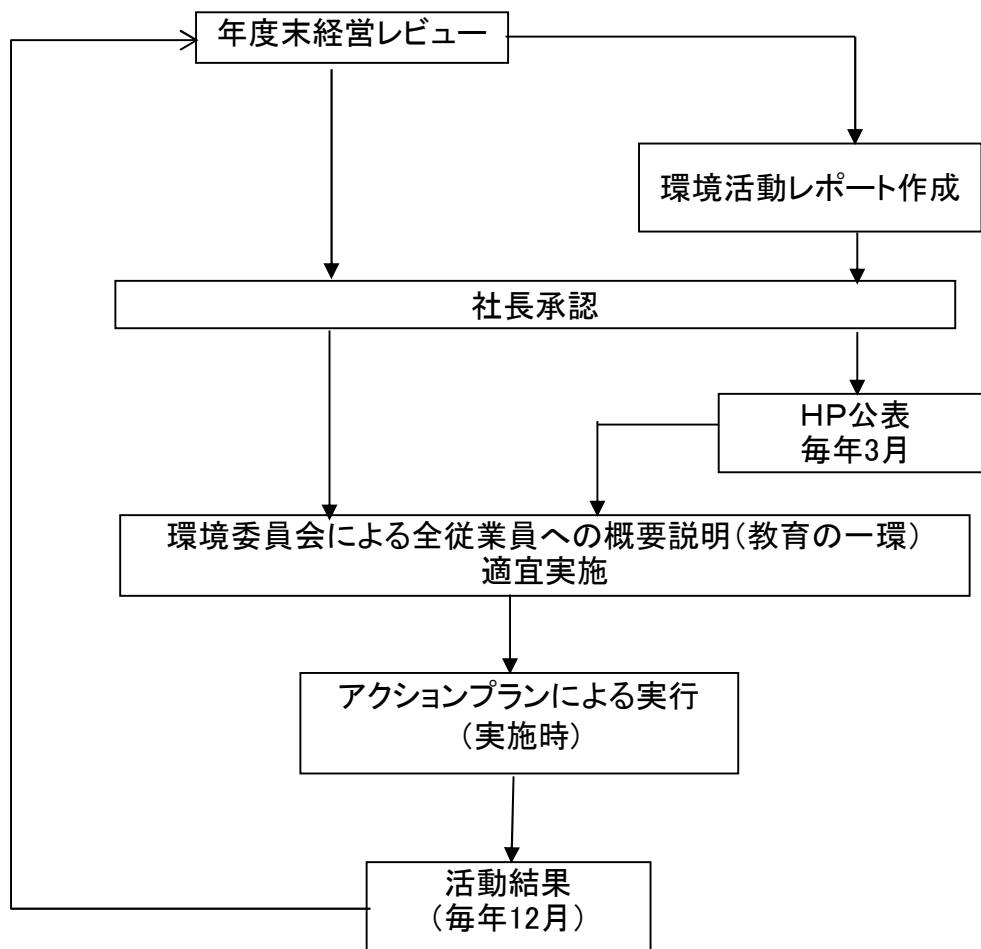 年度末経営レビュー
環境活動レポート作成
社長承認
ＨＰ公表
毎年3月
環境委員会による全従業員への概要説明（教育の一環）
適宜実施
アクションプランによる実行
（実施時）
活動結果
（毎年12月）